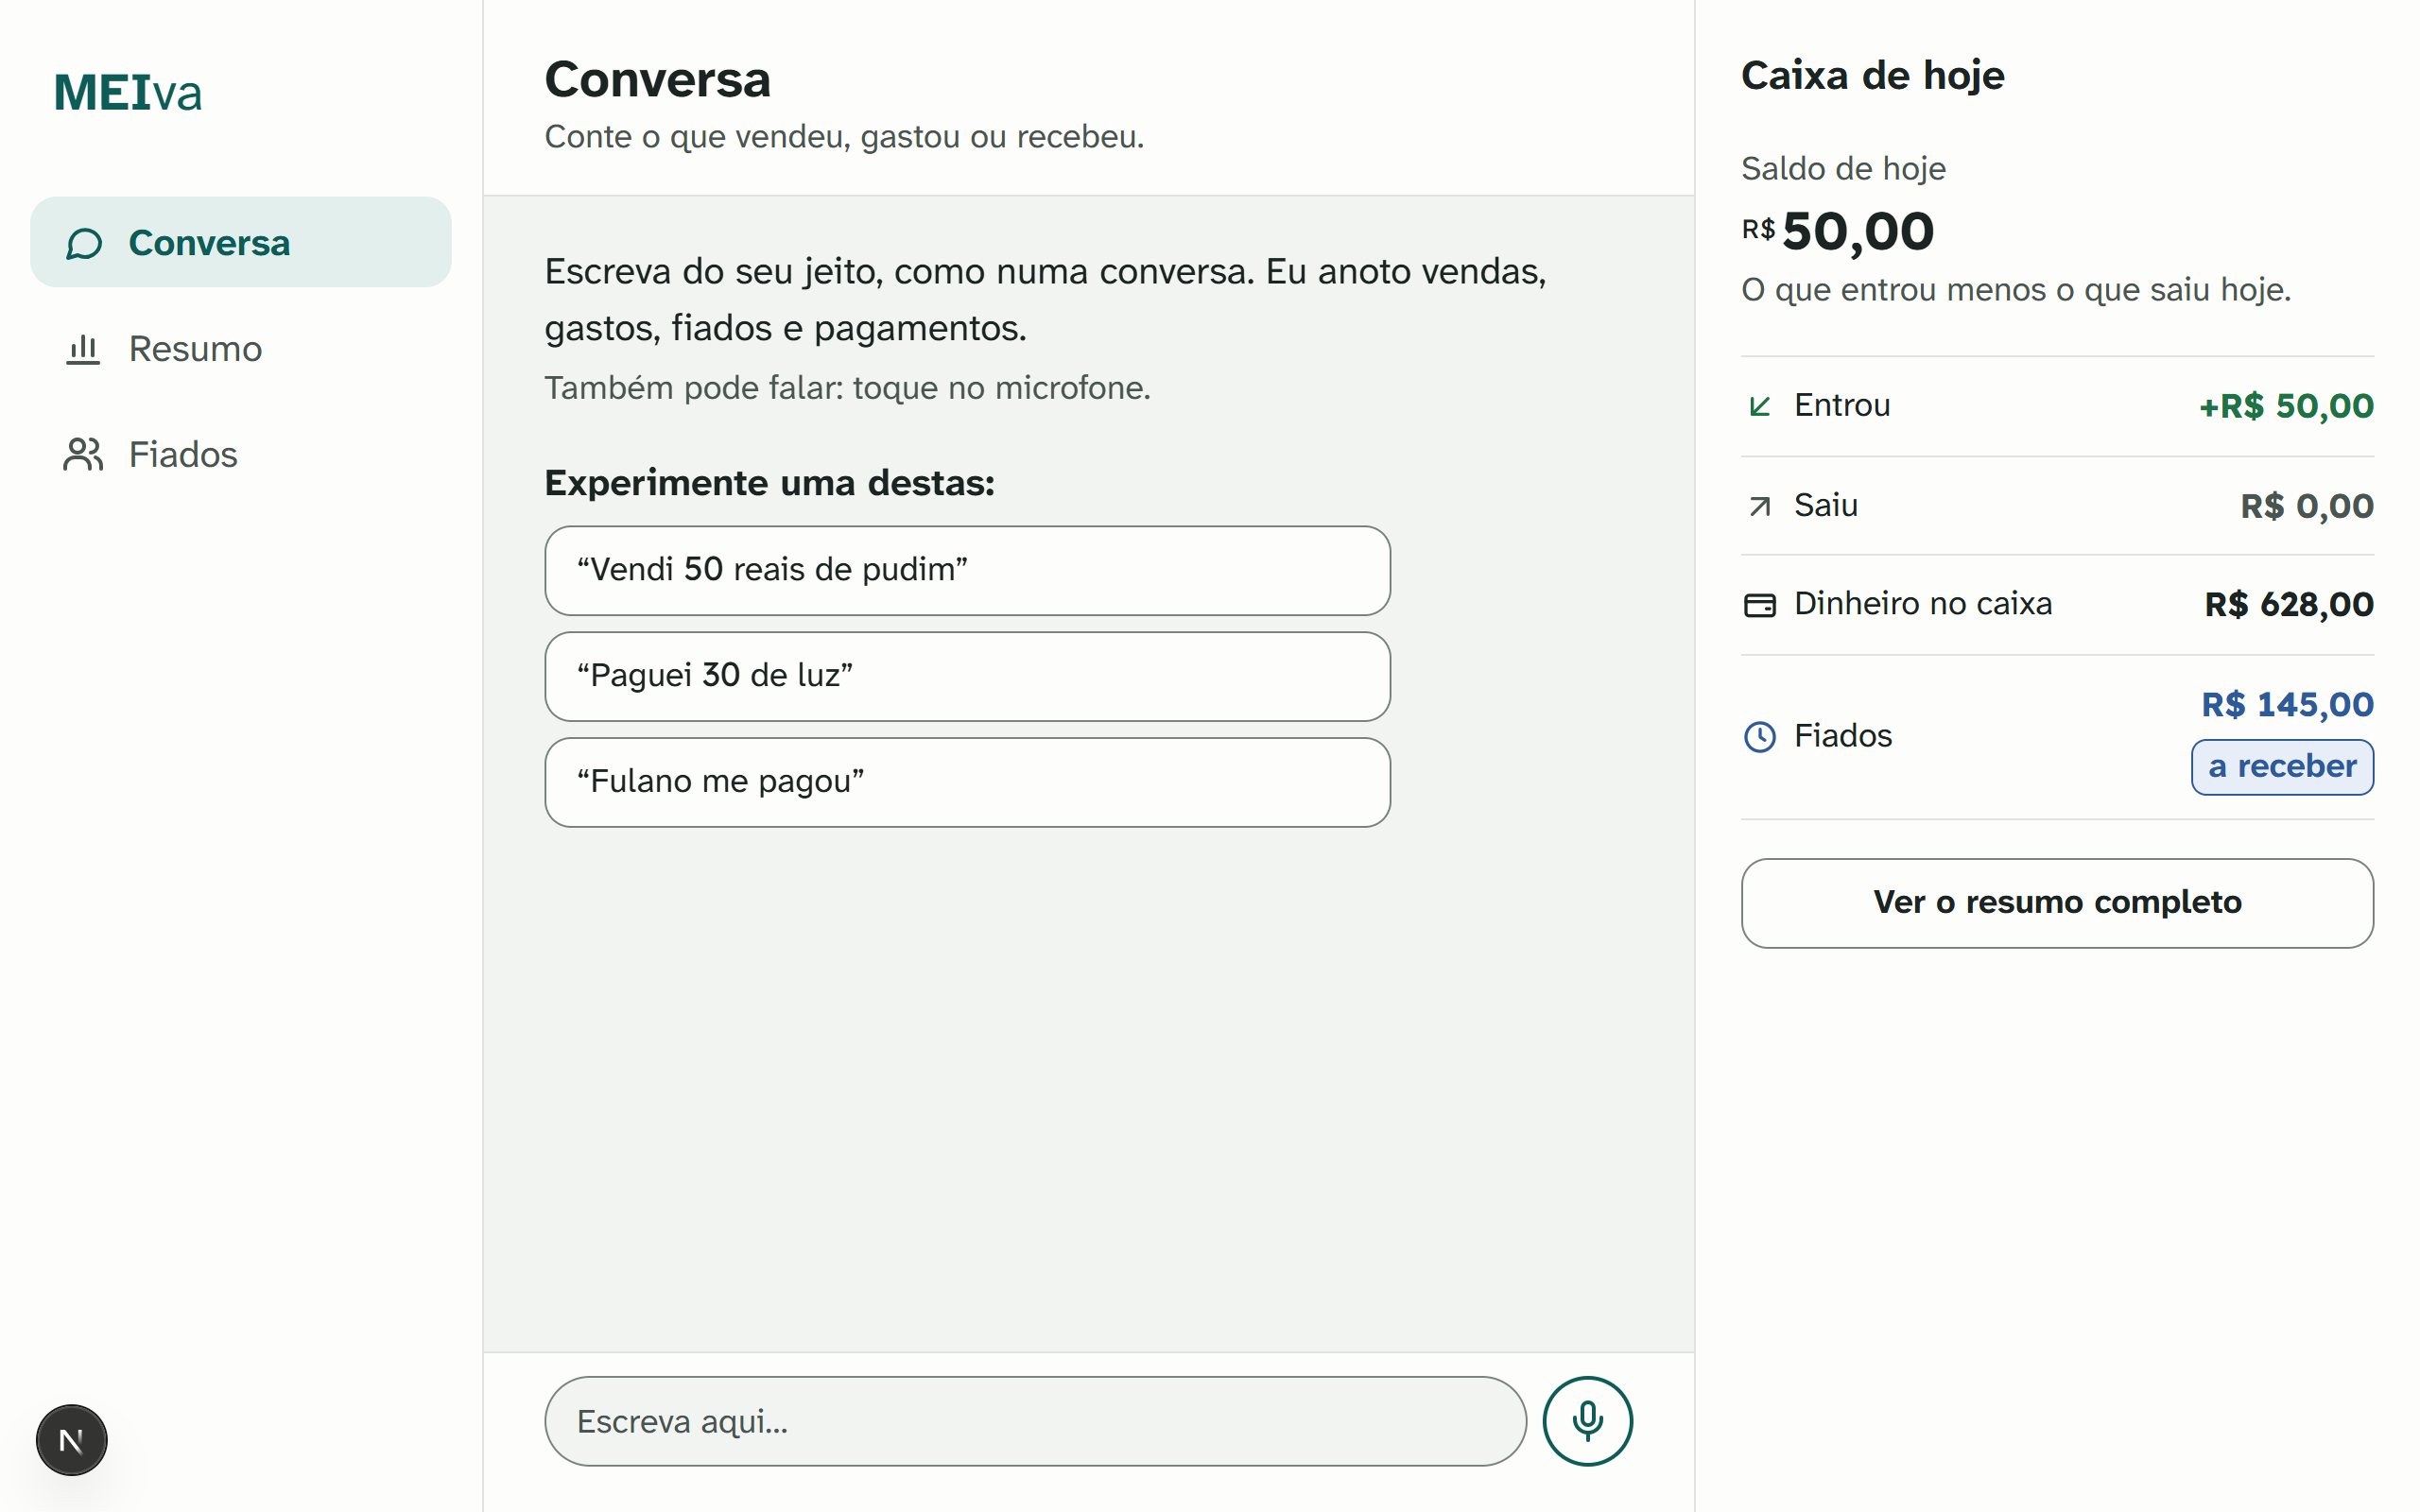 MEIva
Conversa
Resumo
Fiados
N
Conversa
Conte o que vendeu, gastou ou recebeu.
Escreva do seu jeito, como numa conversa. Eu anoto vendas,
gastos, fiados e pagamentos.
Também pode falar: toque no microfone.
Experimente uma destas:
“Vendi 50 reais de pudim”
“Paguei 30 de luz”
“Fulano me pagou”
Escreva aqui...
Caixa de hoje
Saldo de hoje
R$ 50,00
O que entrou menos o que saiu hoje.
Entrou +R$ 50,00
Saiu R$ 0,00
Dinheiro no caixa R$ 628,00
Fiados R$ 145,00
a receber
Ver o resumo completo